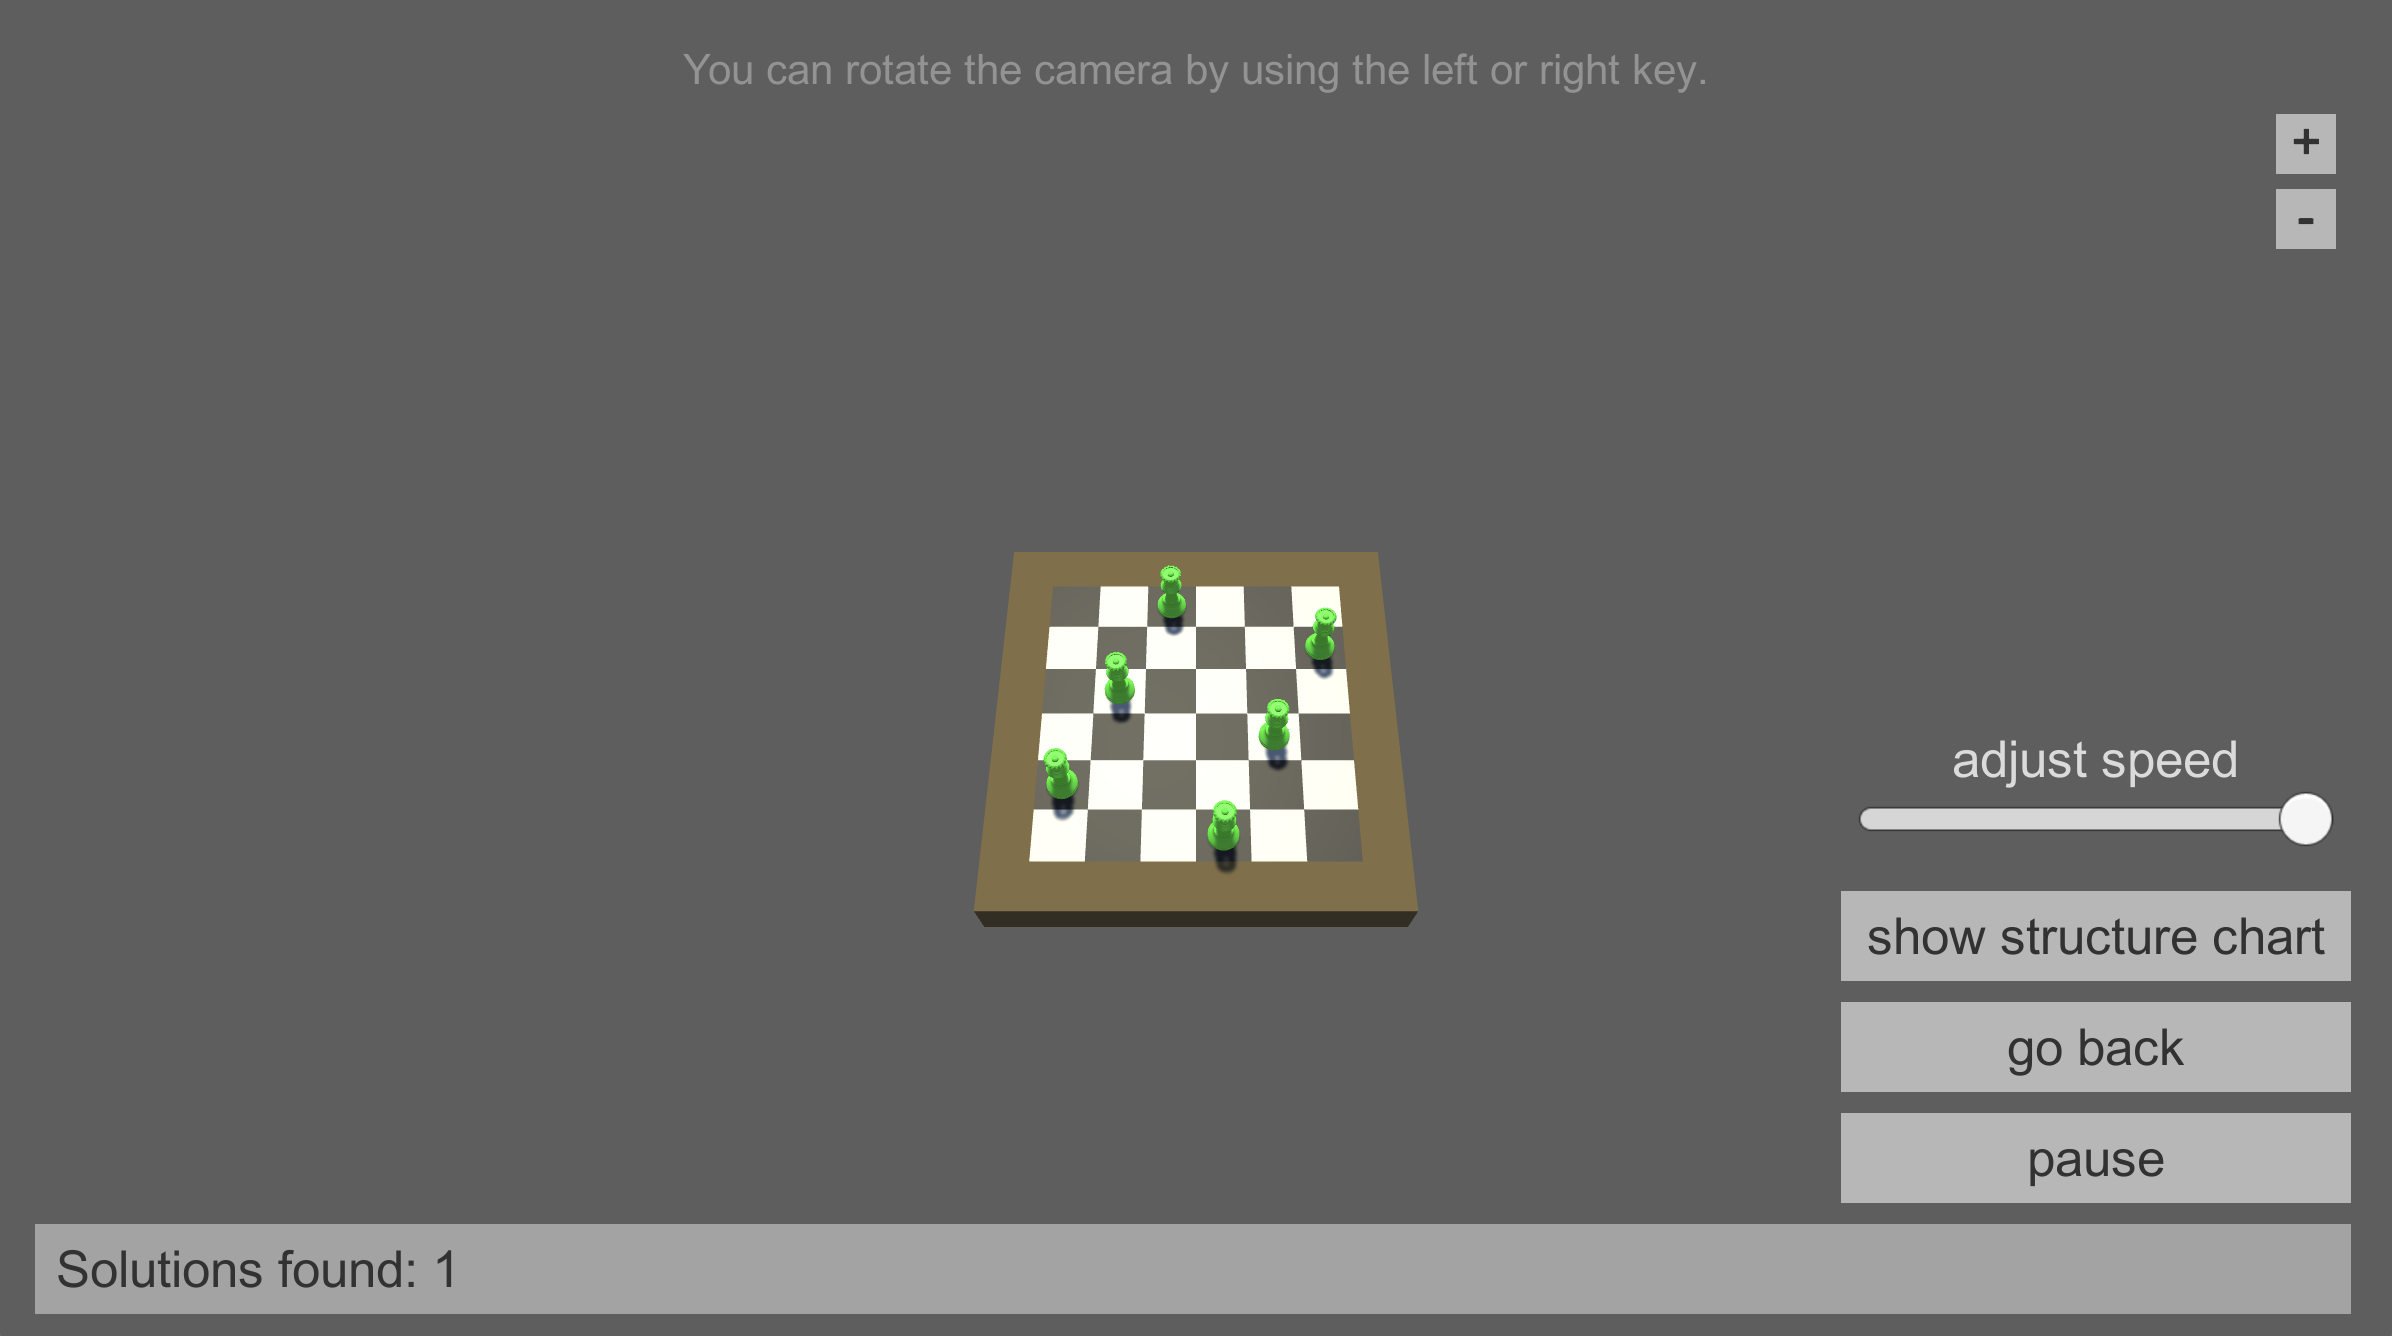 You can rotate the camera by using the left or right key.
+
-
adjust speed
show structure chart
go back
pause
Solutions found: 1